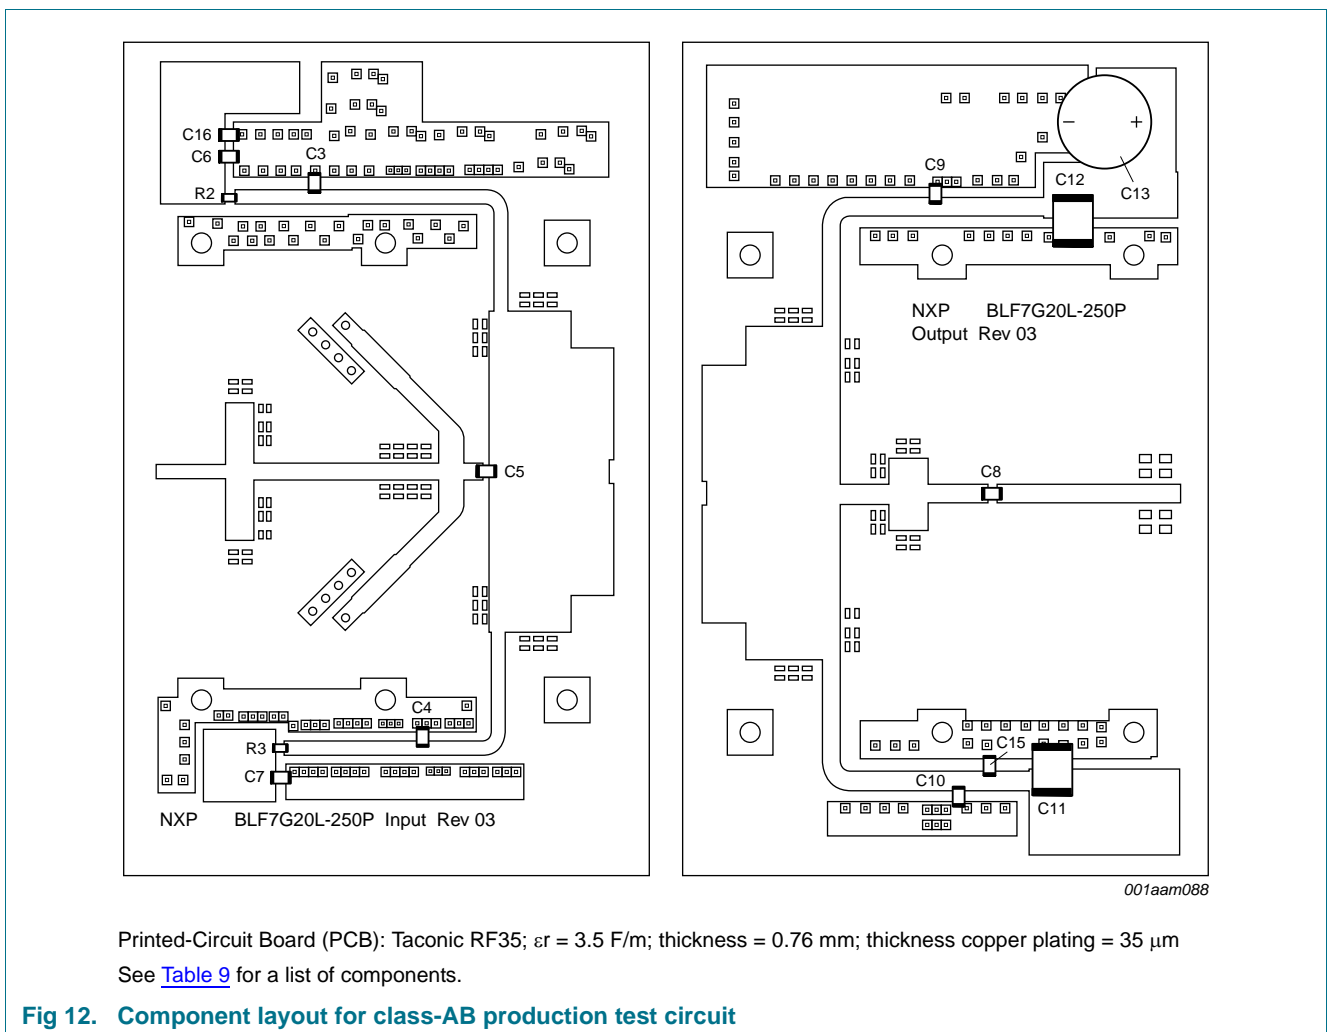 C16
C6
C3
R2
C5
C4
R3
C7
NXP BLF7G20L-250P Input Rev 03
− +
C9
C12
C13
NXP BLF7G20L-250P
Output Rev 03
C8
C15
C10
C11
001aam088
Printed-Circuit Board (PCB): Taconic RF35; εr = 3.5 F/m; thickness = 0.76 mm; thickness copper plating = 35 μm
See Table 9 for a list of components.
Fig 12. Component layout for class-AB production test circuit